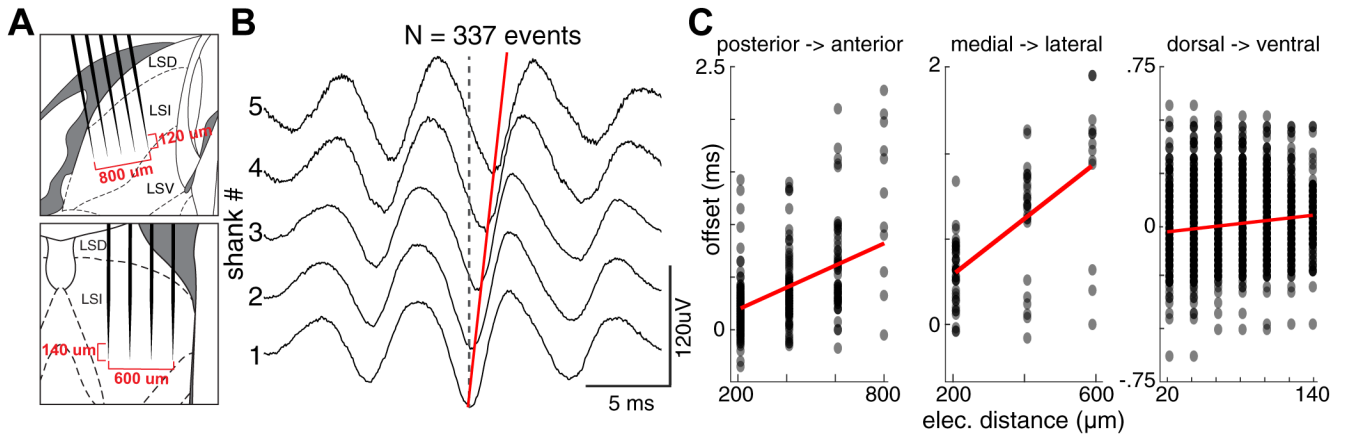 A
LSD
LSI
120 um
800 um
LSV
LSD
LSI
140 um
600 um
B
N = 337 events
shank #
5
4
3
2
1
120uV
5 ms
C
posterior -> anterior
medial -> lateral
dorsal -> ventral
offset (ms)
2.5
0
200
800
2
0
200
600
.75
0
-.75
20
140
elec. distance (µm)